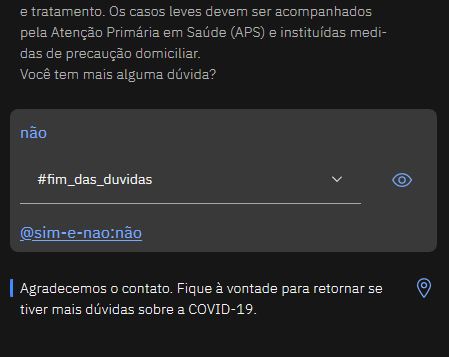 e tratamento. Os casos leves devem ser acompanhados
pela Atenção Primária em Saúde (APS) e instituídas medi-
das de precaução domiciliar.
Você tem mais alguma dúvida?
não
#fim_das_duvidas
@sim-e-nao:não
Agradecemos o contato. Fique à vontade para retornar se
tiver mais dúvidas sobre a COVID-19.